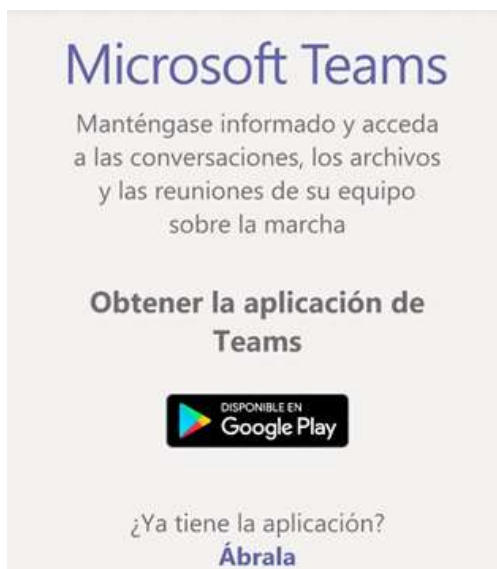 Microsoft Teams
Manténgase informado y acceda
a las conversaciones, los archivos
y las reuniones de su equipo
sobre la marcha
Obtener la aplicación de
Teams
DISPONIBLE EN
Google Play
¿Ya tiene la aplicación?
Ábrala